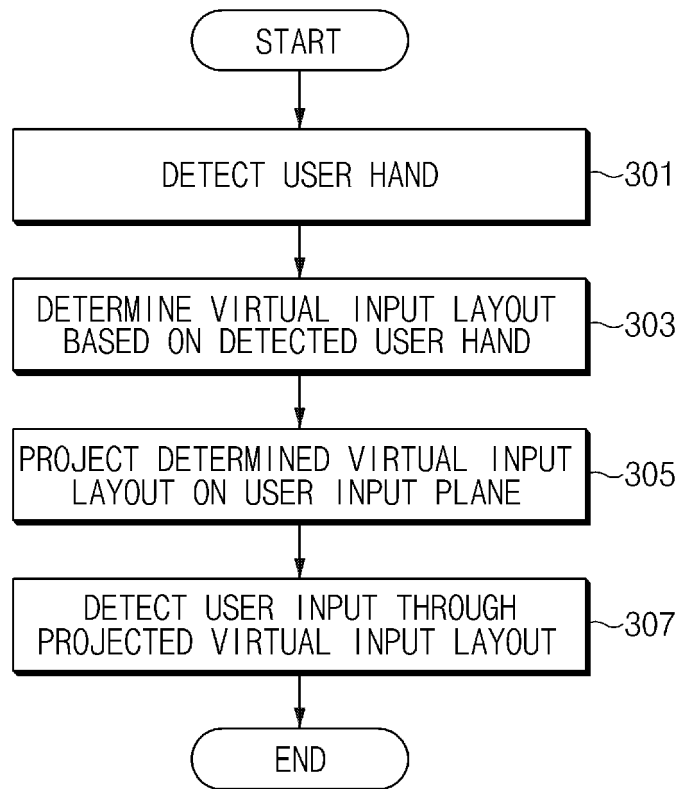 START
DETECT USER HAND
301
DETERMINE VIRTUAL INPUT LAYOUT
BASED ON DETECTED USER HAND
303
PROJECT DETERMINED VIRTUAL INPUT
LAYOUT ON USER INPUT PLANE
305
DETECT USER INPUT THROUGH
PROJECTED VIRTUAL INPUT LAYOUT
307
END